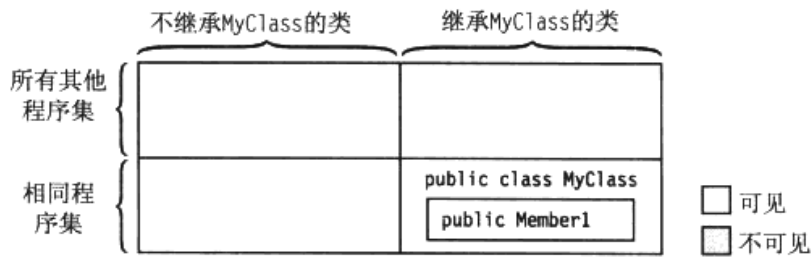 不继承MyClass的类
继承MyClass的类
所有其他
程序集
相同程
序集
public class MyClass
public Member1
可见
不可见